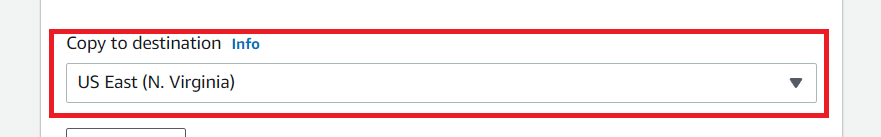 Copy to destination Info
US East (N. Virginia)